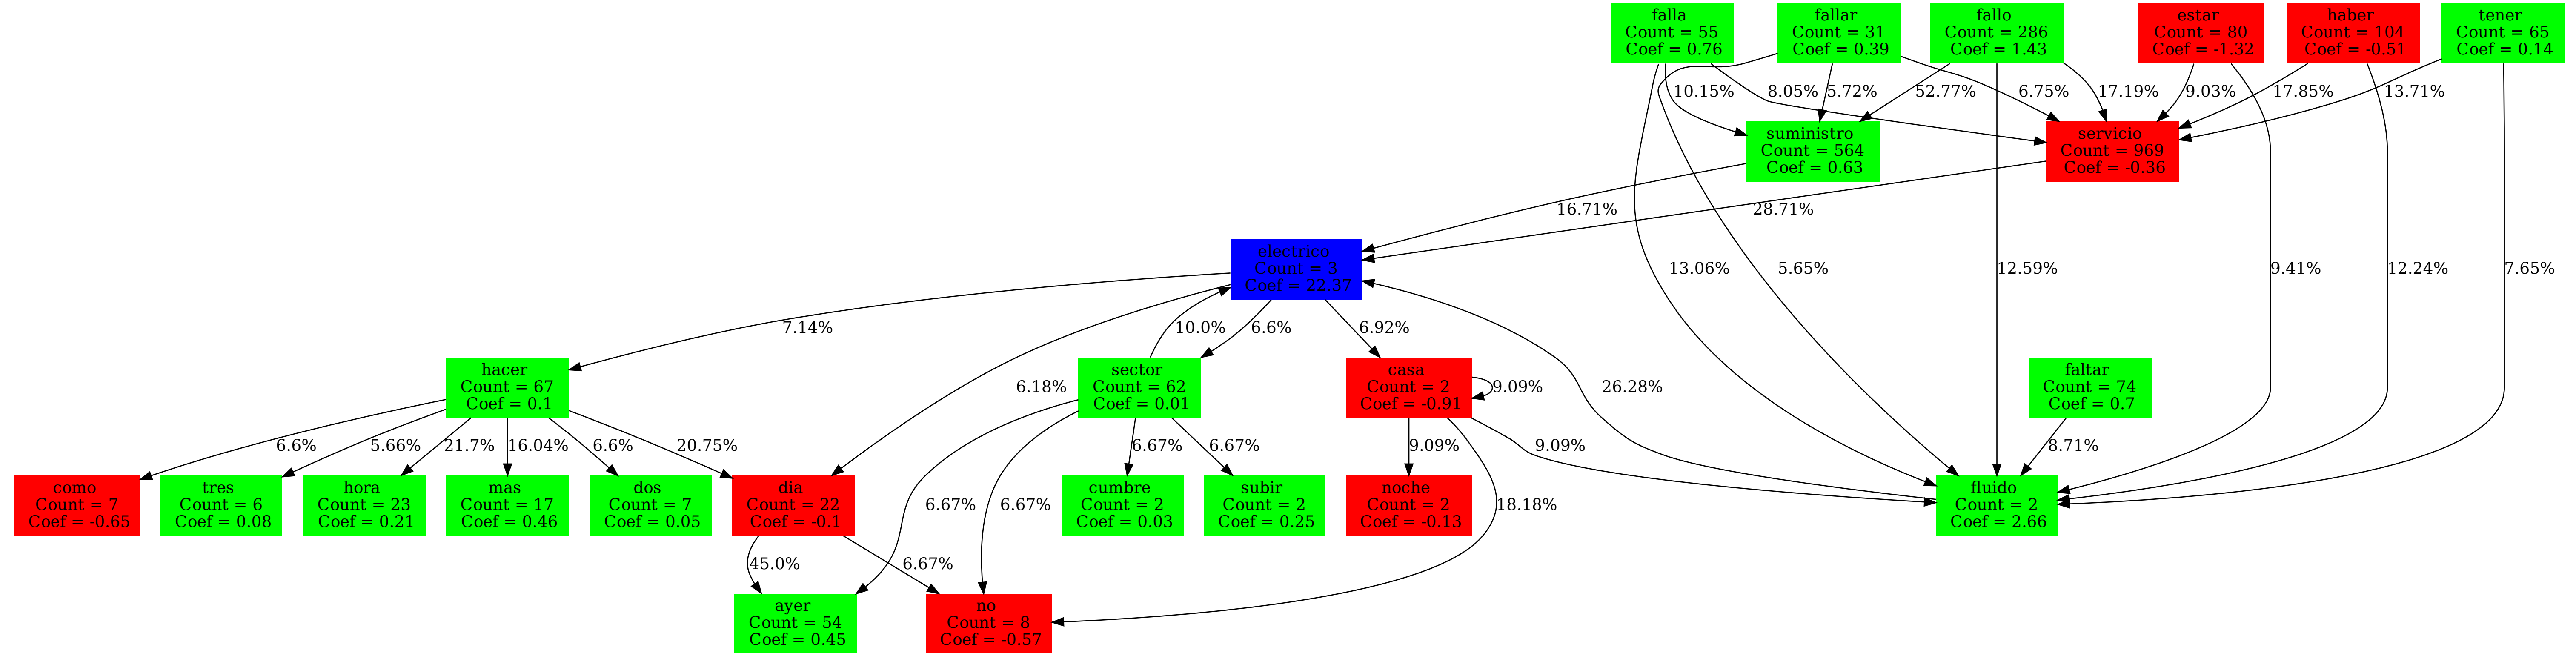 falla
Count = 55
Coef = 0.76
fallar
Count = 31
Coef = 0.39
fallo
Count = 286
Coef = 1.43
estar
Count = 80
Coef = -1.32
haber
Count = 104
Coef = -0.51
tener
Count = 65
Coef = 0.14
10.15%
8.05%
5.72%
52.77%
6.75%
17.19%
9.03%
17.85%
13.71%
suministro
Count = 564
Coef = 0.63
servicio
Count = 969
Coef = -0.36
16.71%
28.71%
electrico
Count = 3
Coef = 22.37
13.06%
5.65%
12.59%
9.41%
12.24%
7.65%
7.14%
10.0%
6.6%
6.92%
hacer
Count = 67
Coef = 0.1
6.18%
sector
Count = 62
Coef = 0.01
casa
Count = 2
Coef = -0.91
9.09%
26.28%
faltar
Count = 74
Coef = 0.7
6.6%
5.66%
21.7%
16.04%
6.6%
20.75%
6.67%
6.67%
9.09%
9.09%
8.71%
como
Count = 7
Coef = -0.65
tres
Count = 6
Coef = 0.08
hora
Count = 23
Coef = 0.21
mas
Count = 17
Coef = 0.46
dos
Count = 7
Coef = 0.05
dia
Count = 22
Coef = -0.1
6.67%
6.67%
cumbre
Count = 2
Coef = 0.03
subir
Count = 2
Coef = 0.25
noche
Count = 2
Coef = -0.13
18.18%
fluido
Count = 2
Coef = 2.66
45.0%
6.67%
ayer
Count = 54
Coef = 0.45
no
Count = 8
Coef = -0.57